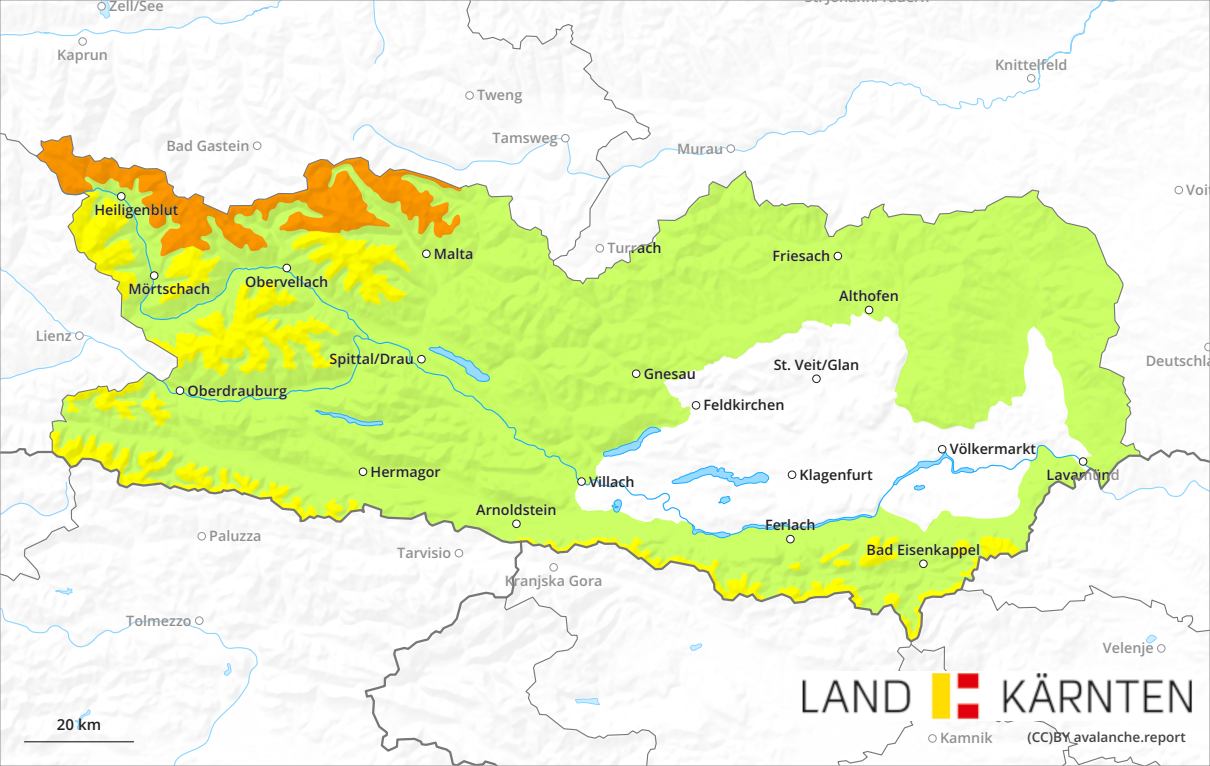 Zell/See
Kaprun
Knittelfeld
Tweng
Tamsweg
Bad Gastein
Murau
Heiligenblut
Turrach
Malta
Friesach
Mörtschach
Obervellach
Althofen
Lienz
Spittal/Drau
St. Veit/Glan
Gnesau
Oberdrauburg
Feldkirchen
Völkermarkt
Hermagor
Klagenfurt
Lavamünd
Villach
Arnoldstein
Ferlach
Paluzza
Tarvisio
Bad Eisenkappel
Kranjska Gora
Tolmezzo
Velenje
LAND KÄRNTEN
20 km
Kamnik
(CC)BY avalanche.report